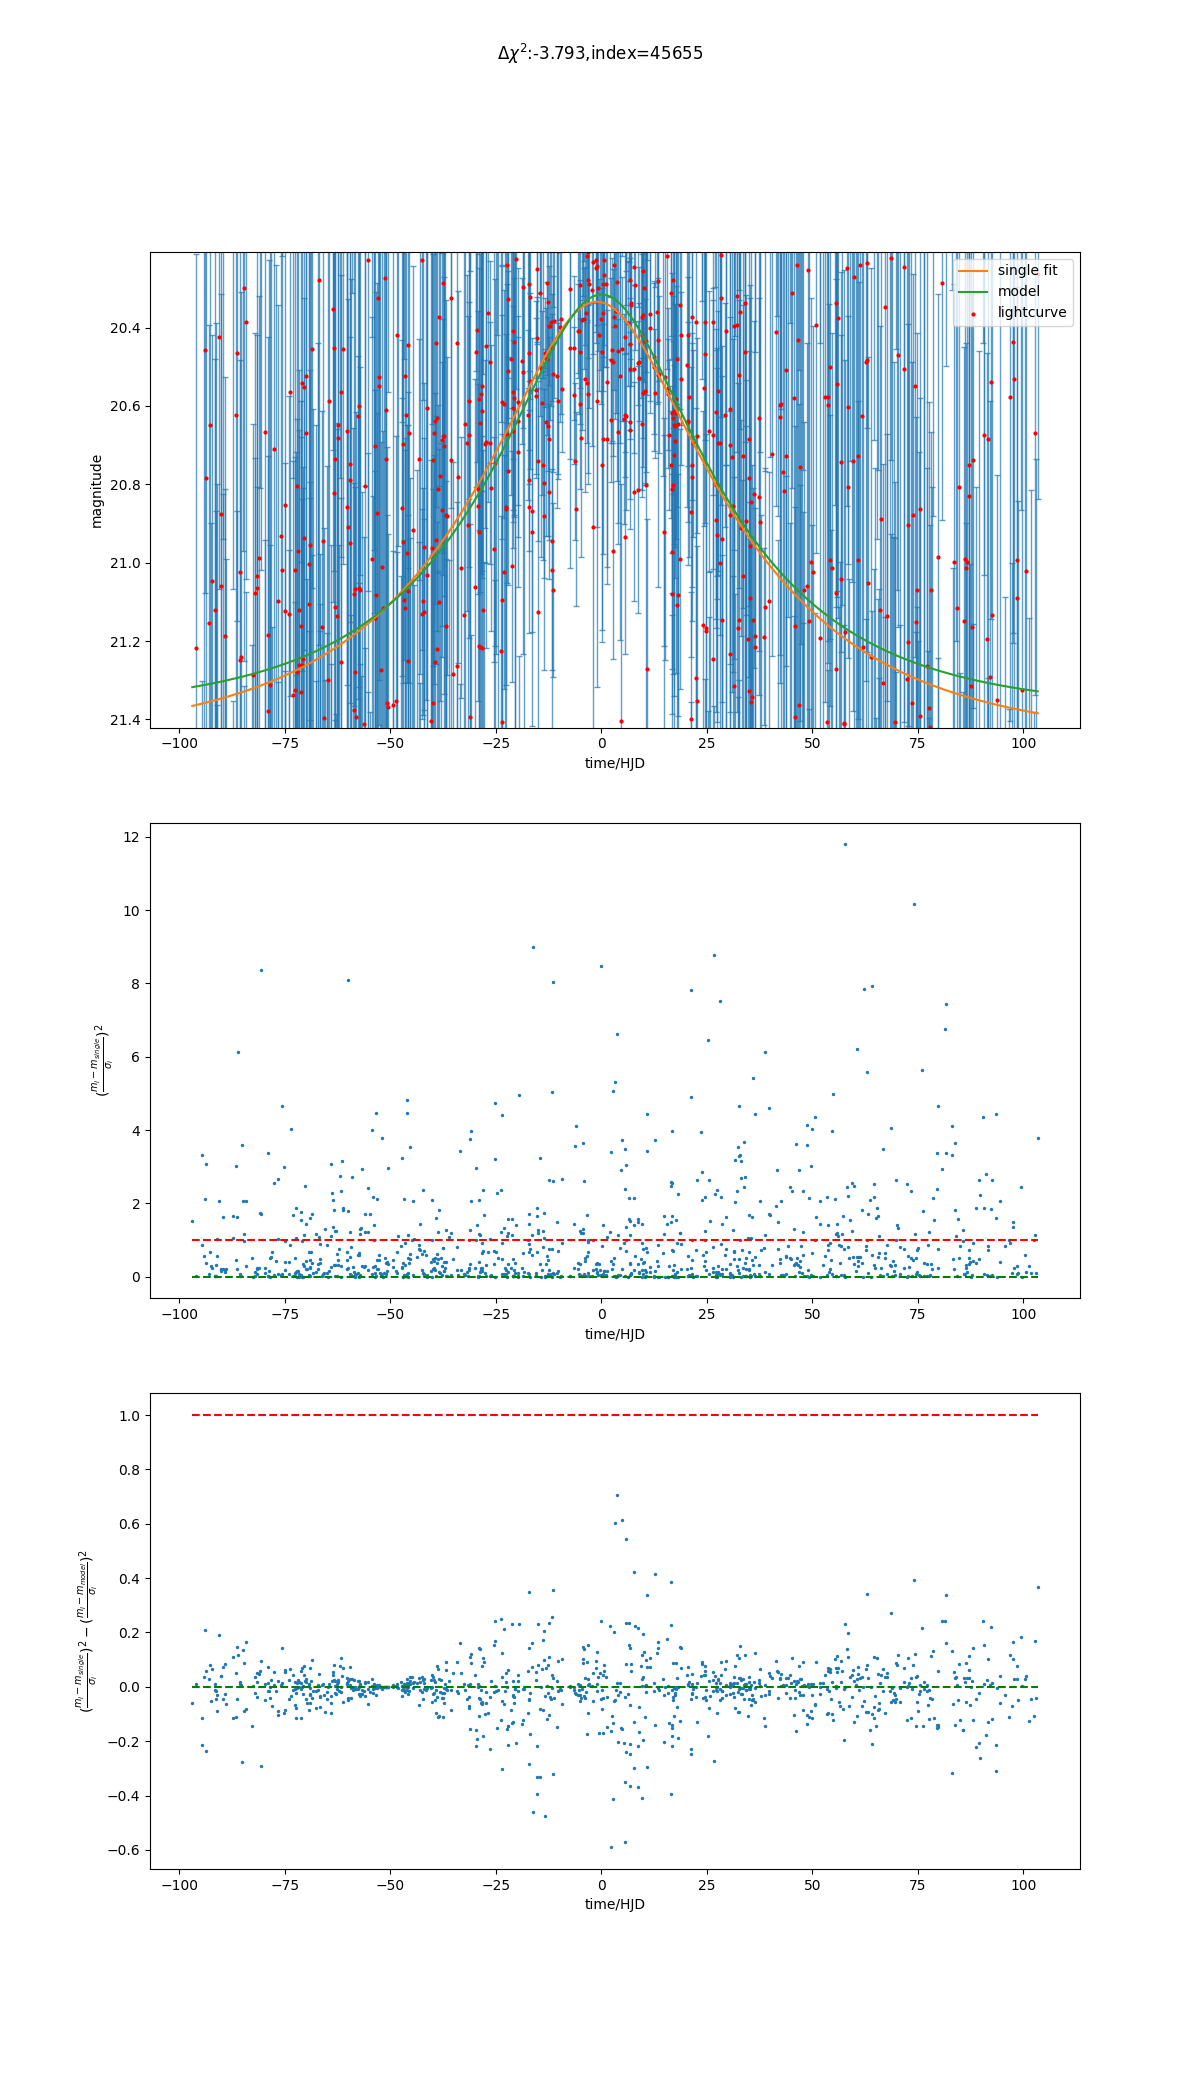 Δχ²:-3.793,index=45655
single fit
model
lightcurve
magnitude
20.4
20.6
20.8
21.0
21.2
21.4
−100 −75 −50 −25 0 25 50 75 100
time/HJD
(m_i − m_single / σ_i)²
12
10
8
6
4
2
0
−100 −75 −50 −25 0 25 50 75 100
time/HJD
(m_i − m_single / σ_i)² − (m_i − m_model / σ_i)²
1.0
0.8
0.6
0.4
0.2
0.0
−0.2
−0.4
−0.6
−100 −75 −50 −25 0 25 50 75 100
time/HJD